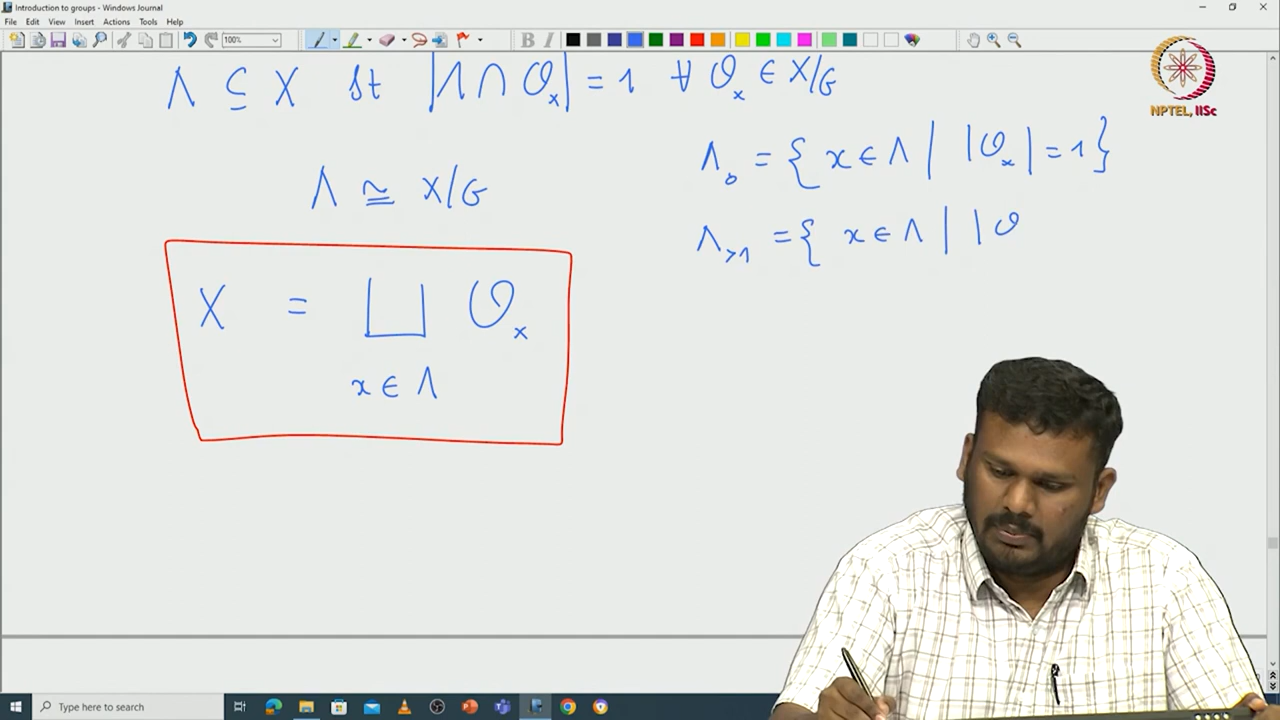 Introduction to groups - Windows Journal
File Edit View Insert Actions Tools Help
100%
B I
Λ ⊆ X st |Λ ∩ O_x| = 1 ∀ O_x ∈ X/G
NPTEL, IISc
Λ_0 = { x ∈ Λ | |O_x| = 1 }
Λ ≅ X/G
Λ_{>1} = { x ∈ Λ | |O
X = ⊔ O_x
x ∈ Λ
Type here to search